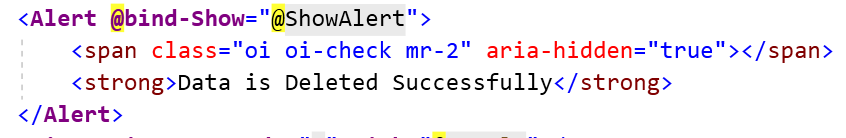 <Alert @bind-Show="@ShowAlert">
    <span class="oi oi-check mr-2" aria-hidden="true"></span>
    <strong>Data is Deleted Successfully</strong>
</Alert>